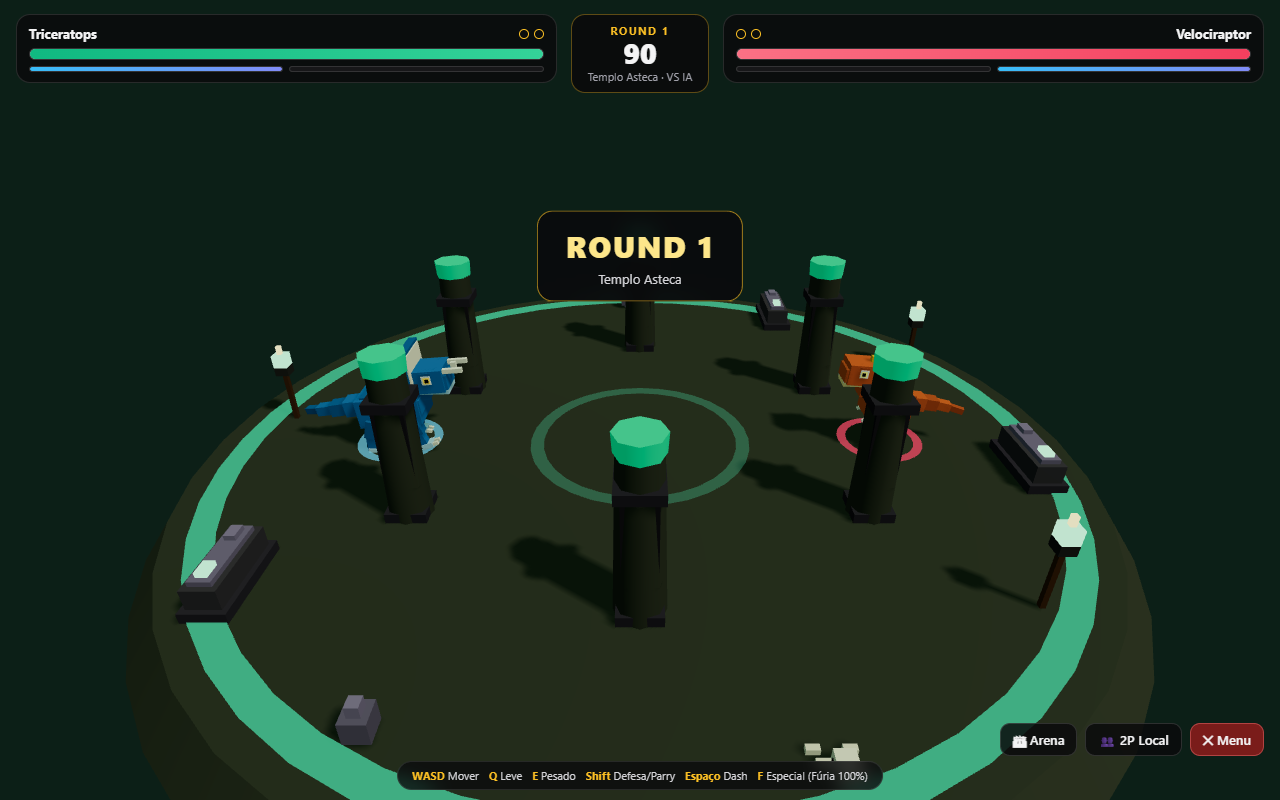 Triceratops
ROUND 1
90
Templo Asteca · VS IA
Velociraptor
ROUND 1
Templo Asteca
Arena
2P Local
Menu
WASD Mover Q Leve E Pesado Shift Defesa/Parry Espaço Dash F Especial (Fúria 100%)